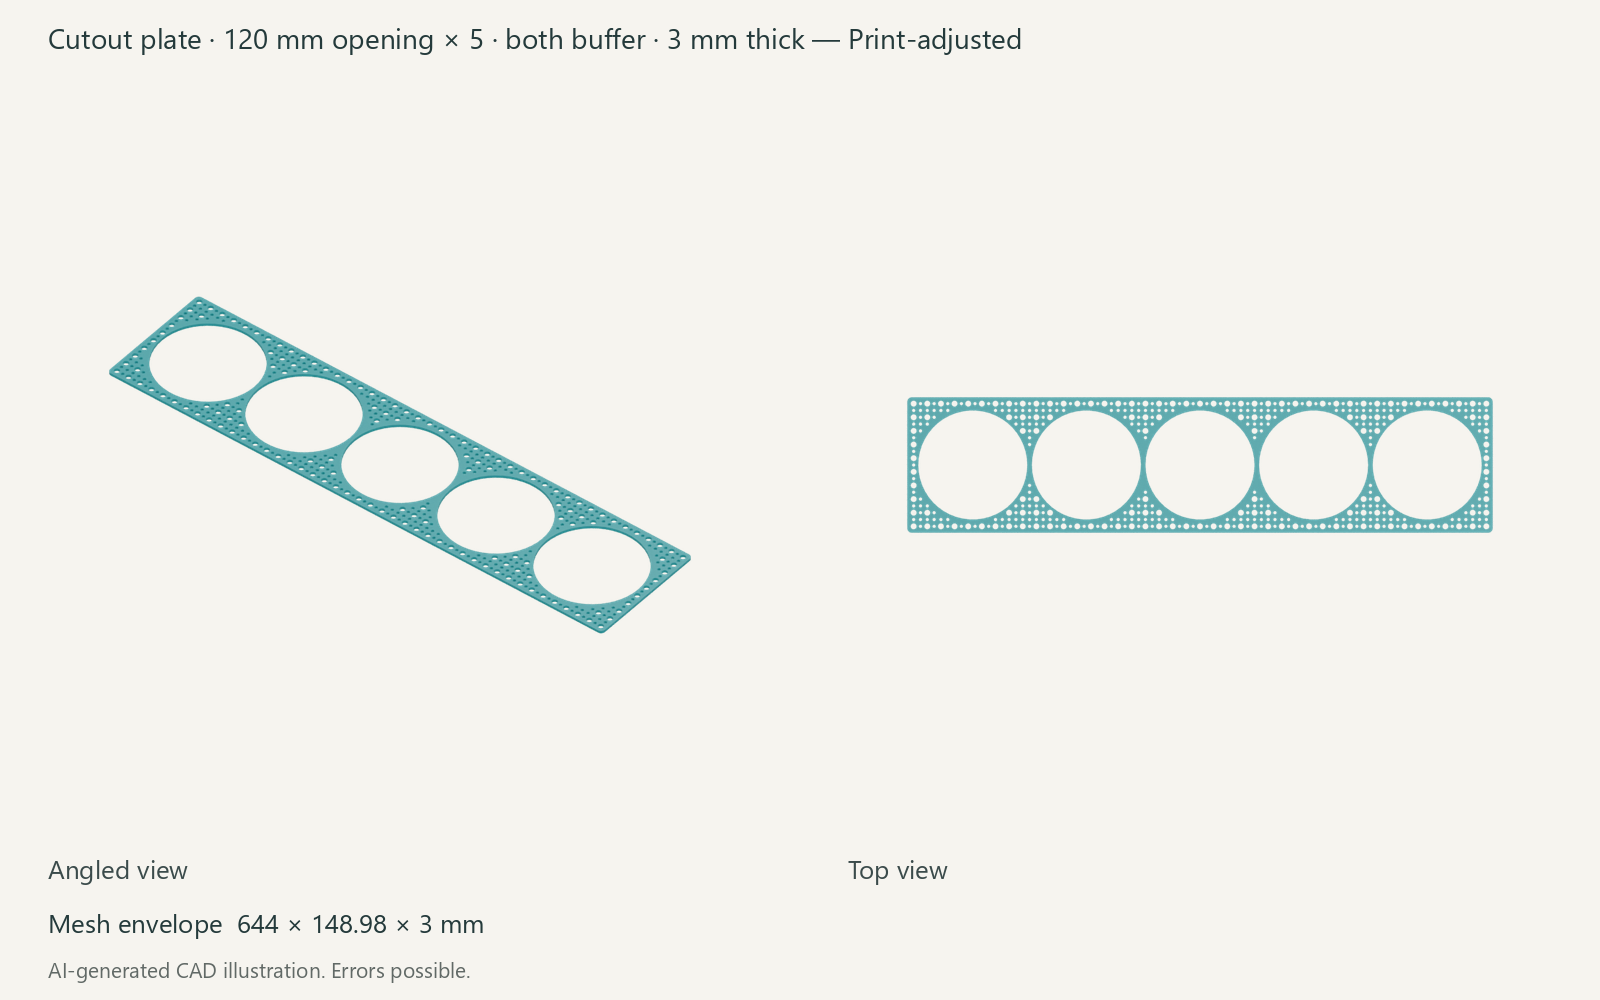 Cutout plate · 120 mm opening × 5 · both buffer · 3 mm thick — Print-adjusted
Angled view
Top view
Mesh envelope 644 × 148.98 × 3 mm
AI-generated CAD illustration. Errors possible.